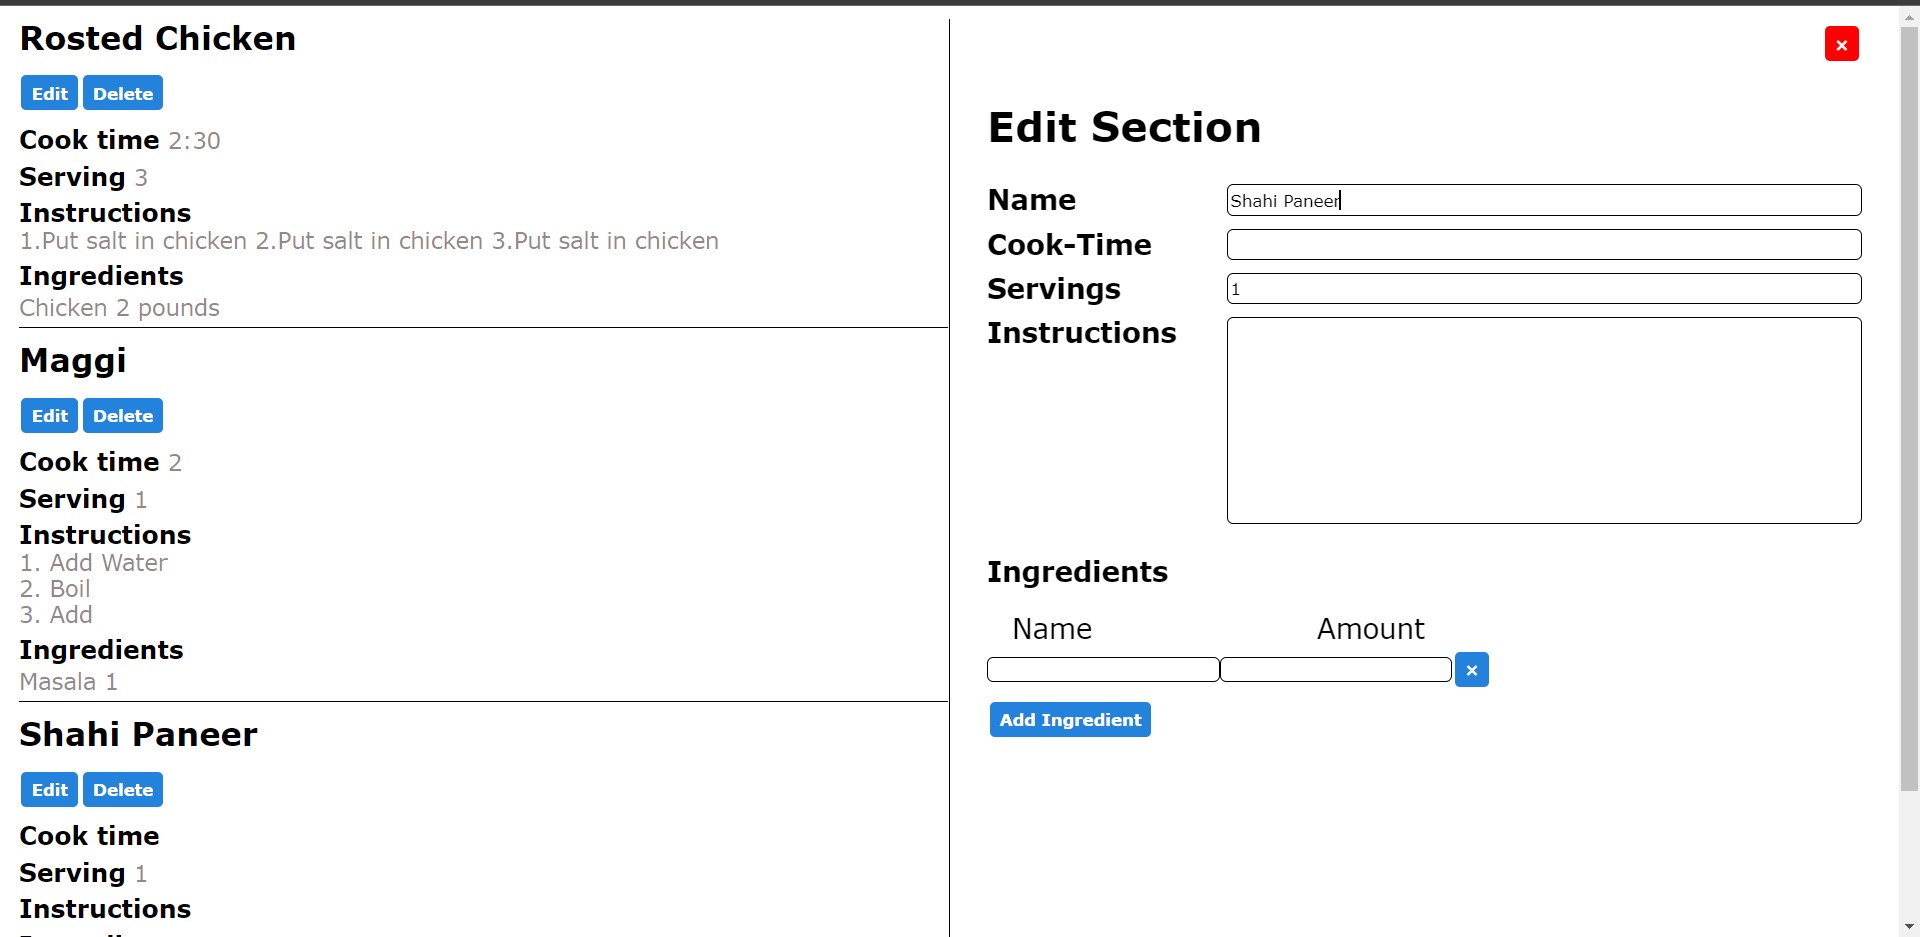 Rosted Chicken
Edit Delete
Cook time 2:30
Serving 3
Instructions
1.Put salt in chicken 2.Put salt in chicken 3.Put salt in chicken
Ingredients
Chicken 2 pounds
Maggi
Edit Delete
Cook time 2
Serving 1
Instructions
1. Add Water
2. Boil
3. Add
Ingredients
Masala 1
Shahi Paneer
Edit Delete
Cook time
Serving 1
Instructions
×
Edit Section
Name Shahi Paneer
Cook-Time
Servings 1
Instructions
Ingredients
Name Amount
×
Add Ingredient